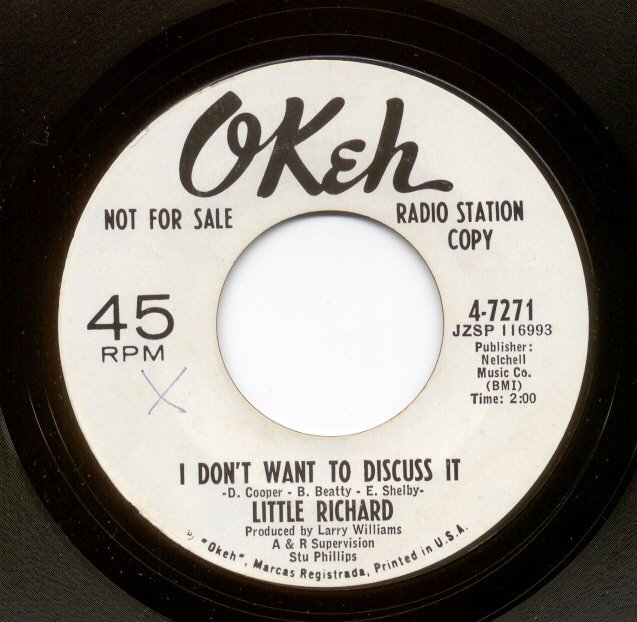 OKeh
NOT FOR SALE
RADIO STATION
COPY
45
RPM
4-7271
JZSP 116993
Publisher:
Nelchell
Music Co.
(BMI)
Time: 2:00
X
I DON'T WANT TO DISCUSS IT
-D. Cooper - B. Beatty - E. Shelby-
LITTLE RICHARD
Produced by Larry Williams
A & R Supervision
Stu Phillips
"Okeh", Marcas Registrada, Printed in U.S.A.